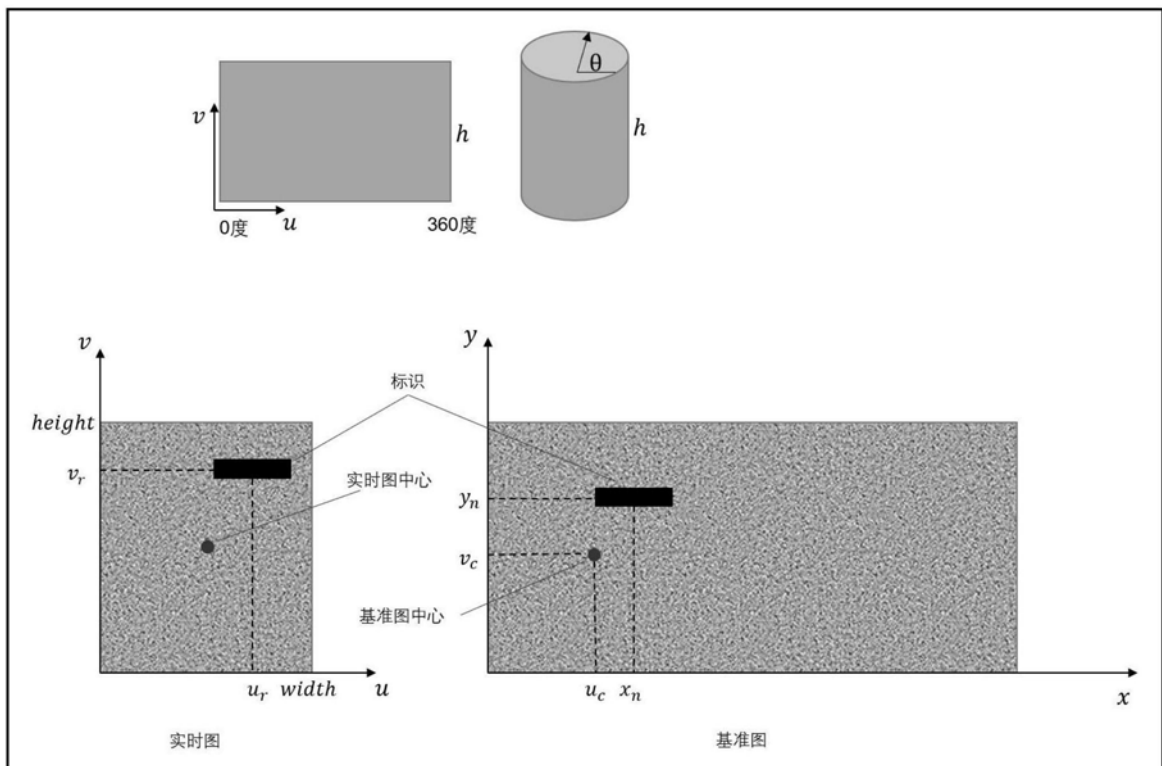 θ
v
h
h
0度
u
360度
v
y
标识
height
v_r
实时图中心
y_n
v_c
基准图中心
u_r
width
u
u_c
x_n
x
实时图
基准图